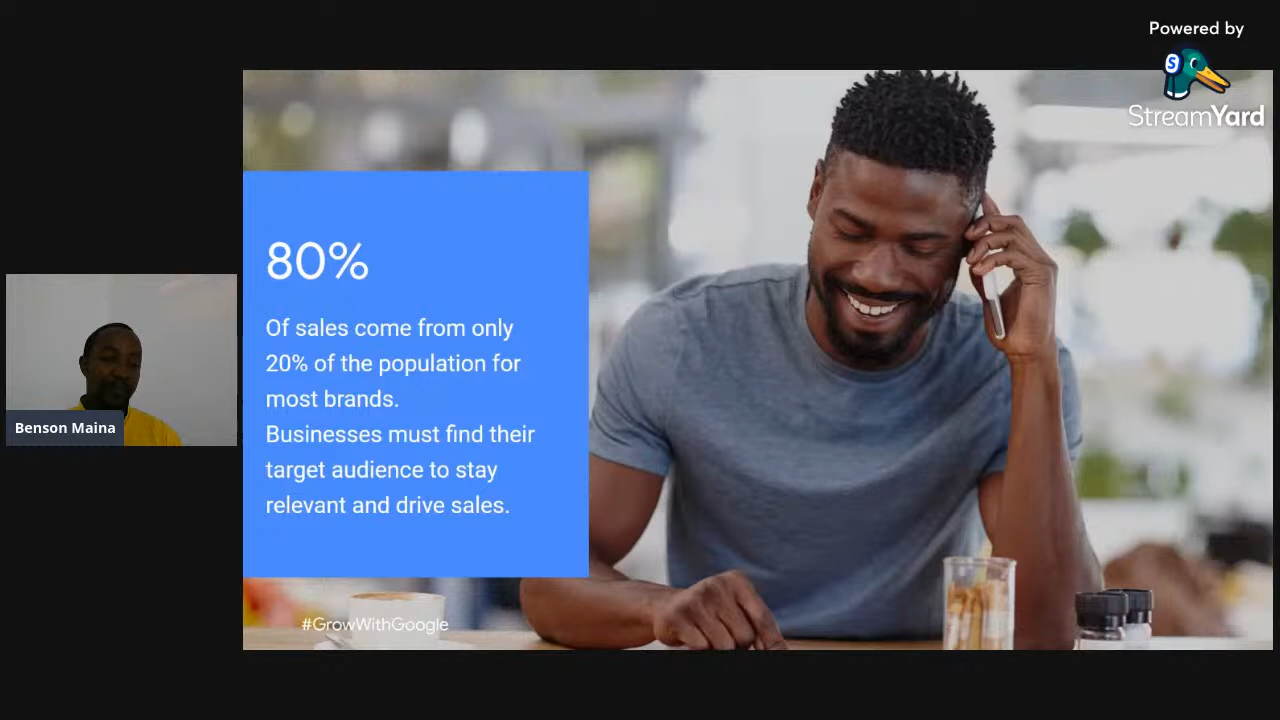 Powered by
S
StreamYard
80%
Of sales come from only
20% of the population for
most brands.
Businesses must find their
target audience to stay
relevant and drive sales.
Benson Maina
#GrowWithGoogle